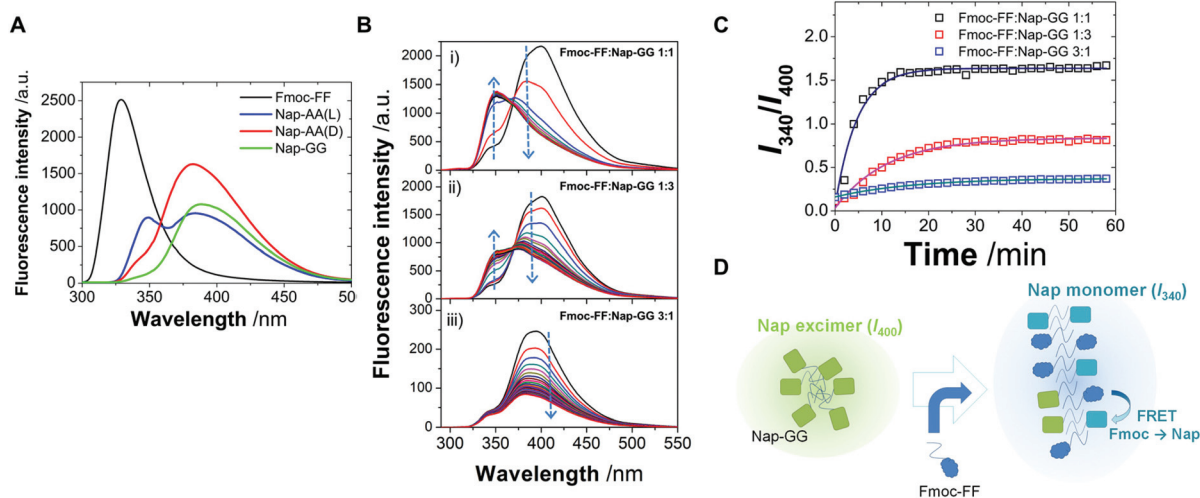 A
Fluorescence intensity /a.u.
2500
2000
1500
1000
500
0
Fmoc-FF
Nap-AA(L)
Nap-AA(D)
Nap-GG
300
350
400
450
500
Wavelength /nm
B
Fluorescence intensity /a.u.
i)
Fmoc-FF:Nap-GG 1:1
2000
1500
1000
500
0
ii)
Fmoc-FF:Nap-GG 1:3
2000
1500
1000
500
0
iii)
Fmoc-FF:Nap-GG 3:1
300
200
100
0
300
350
400
450
500
550
Wavelength /nm
C
I340/I400
2.0
1.5
1.0
0.5
0.0
Fmoc-FF:Nap-GG 1:1
Fmoc-FF:Nap-GG 1:3
Fmoc-FF:Nap-GG 3:1
0
10
20
30
40
50
60
Time /min
D
Nap excimer (I400)
Nap-GG
Fmoc-FF
Nap monomer (I340)
FRET
Fmoc → Nap